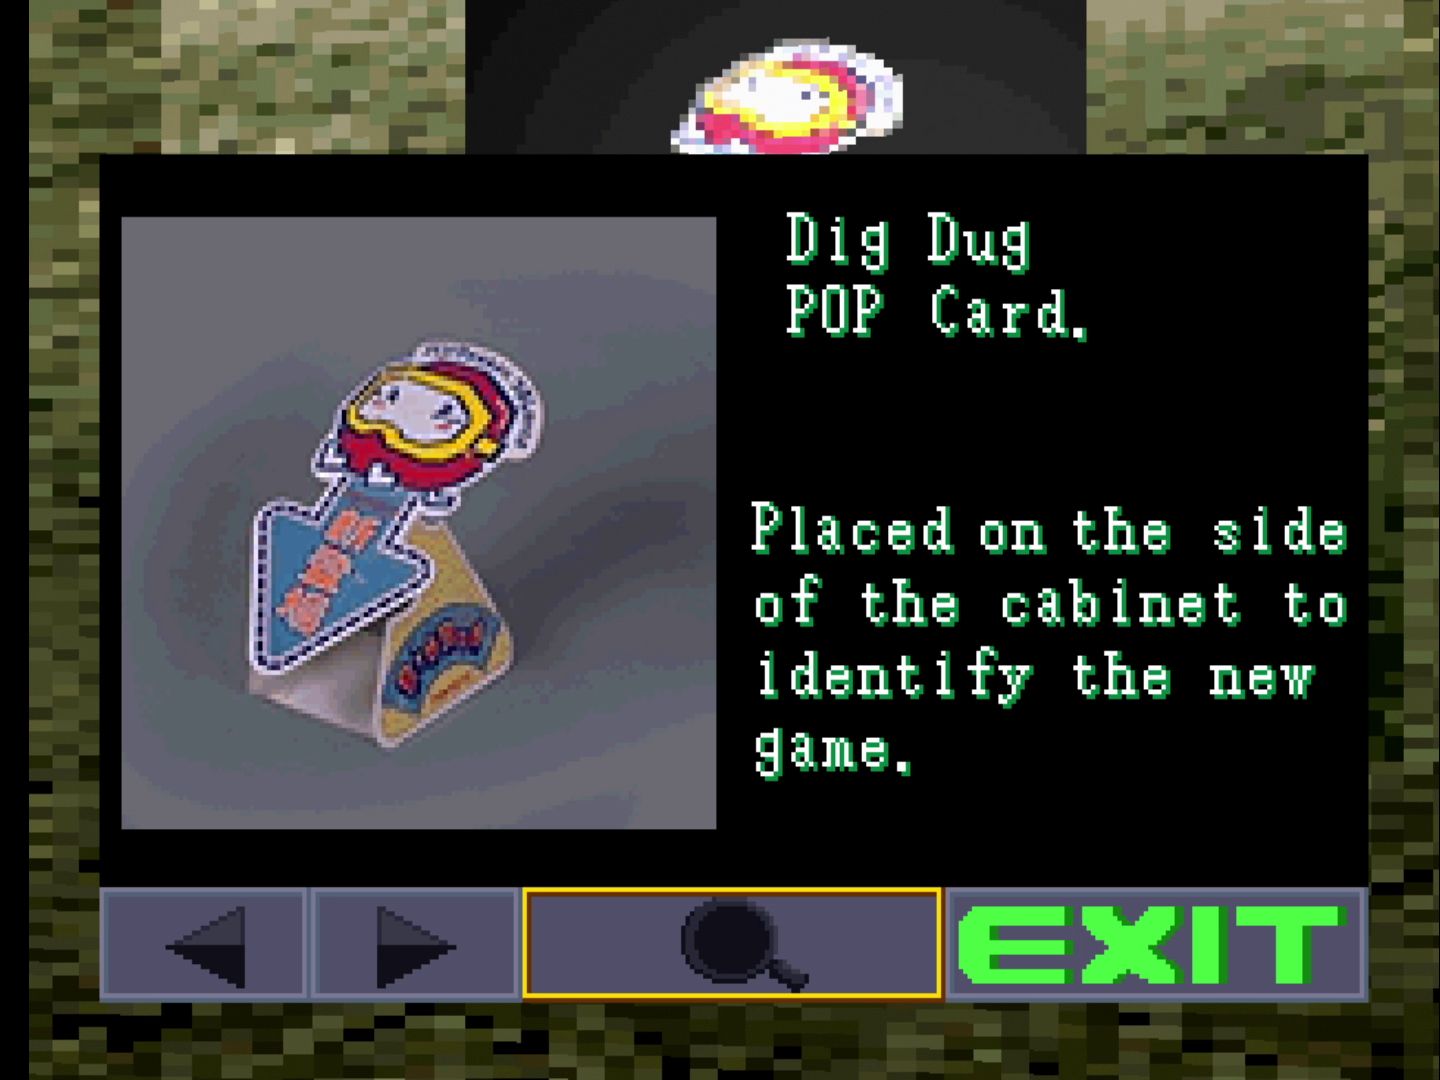 Dig Dug
POP Card.
Placed on the side
of the cabinet to
identify the new
game.
EXIT